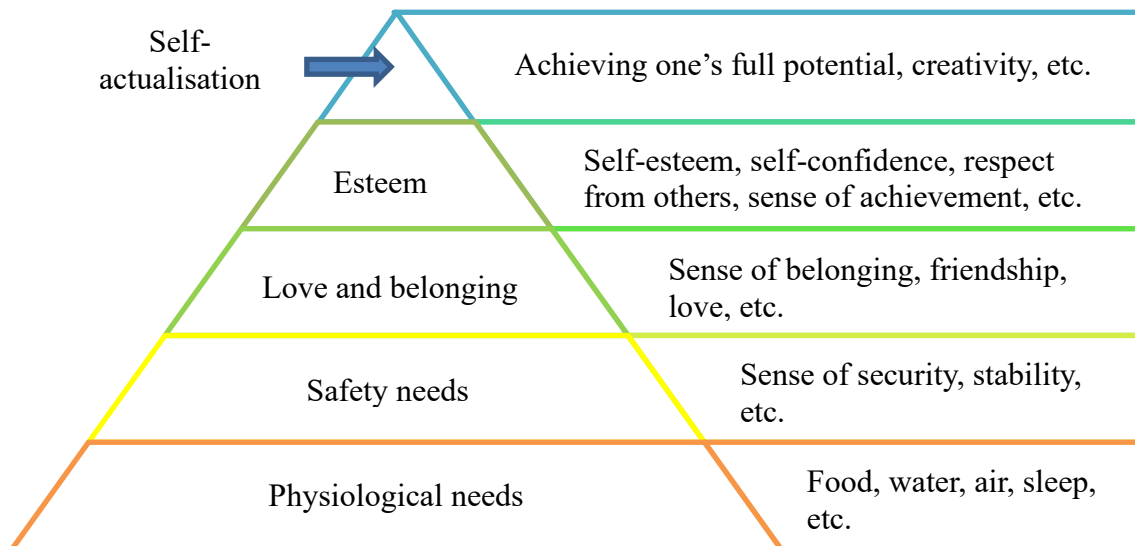 Self-
actualisation
Achieving one’s full potential, creativity, etc.
Esteem
Self-esteem, self-confidence, respect
from others, sense of achievement, etc.
Love and belonging
Sense of belonging, friendship,
love, etc.
Safety needs
Sense of security, stability,
etc.
Physiological needs
Food, water, air, sleep,
etc.